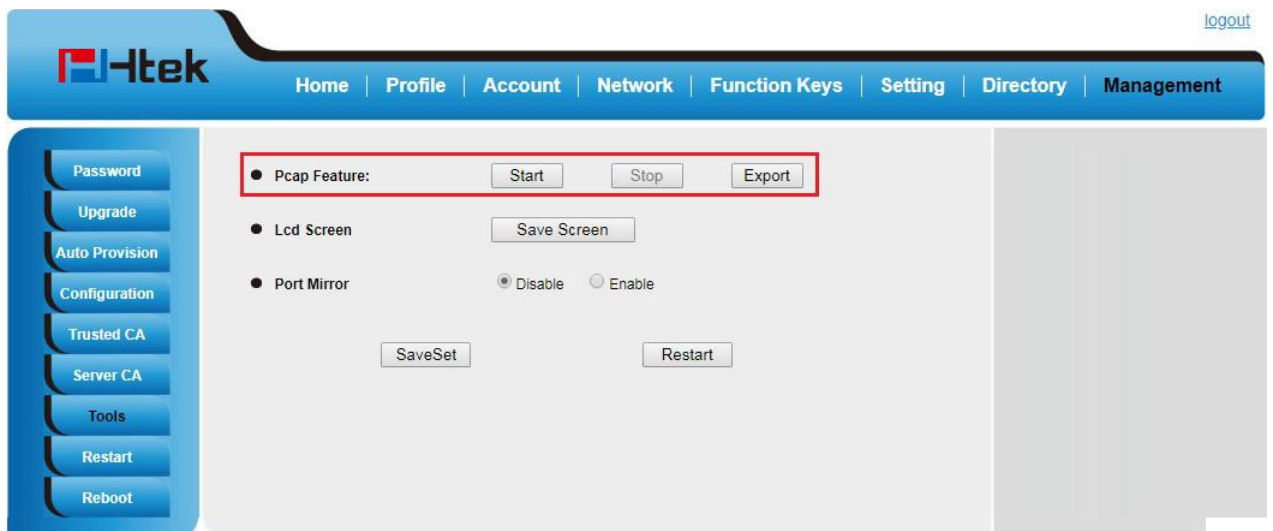 logout
Htek
Home | Profile | Account | Network | Function Keys | Setting | Directory | Management
Password
Upgrade
Auto Provision
Configuration
Trusted CA
Server CA
Tools
Restart
Reboot
Pcap Feature: Start Stop Export
Lcd Screen Save Screen
Port Mirror Disable Enable
SaveSet Restart